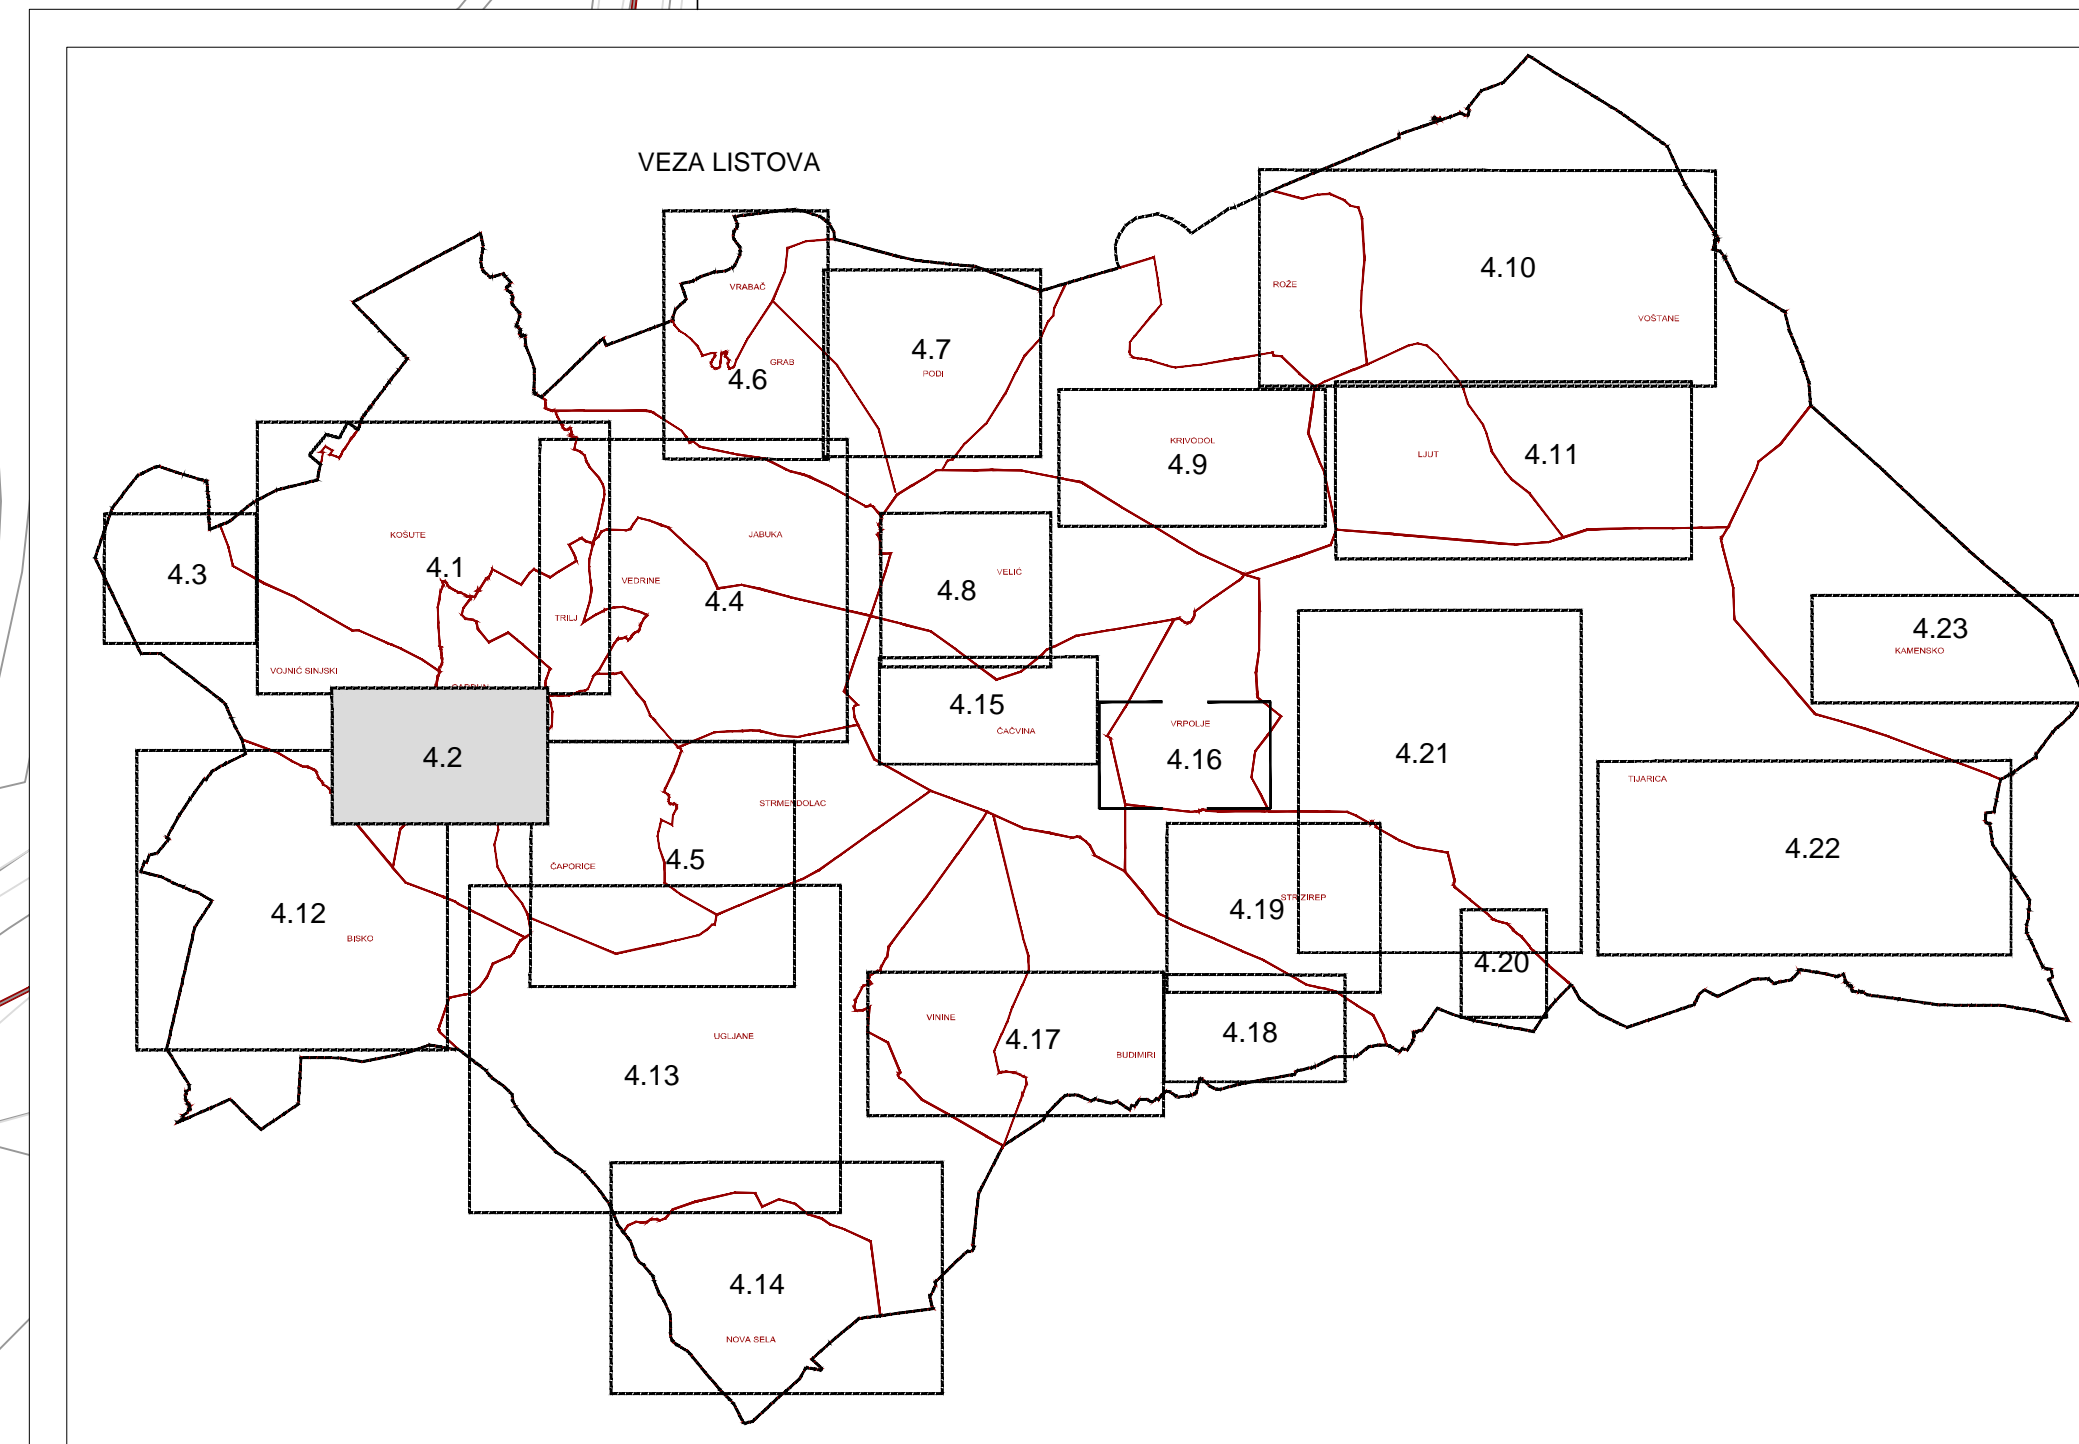 VEZA LISTOVA
4.10
ROŽE
VRABAČ
VOŠTANE
4.7
GRAB
PODI
4.6
KRIVODOL
4.9
LJUT
4.11
KOŠUTE
JABUKA
4.1
4.3
VEDRINE
4.4
VELIĆ
4.8
TRILJ
4.23
KAMENSKO
VOJNIĆ SINJSKI
4.15
ČAČVINA
VRPOLJE
4.16
4.2
4.21
TIJARICA
STRMENDOLAC
4.22
ČAPORICE
4.5
4.12
BISKO
4.19
STRIZIREP
4.20
VININE
4.17
4.18
UGLJANE
BUDIMIRI
4.13
4.14
NOVA SELA